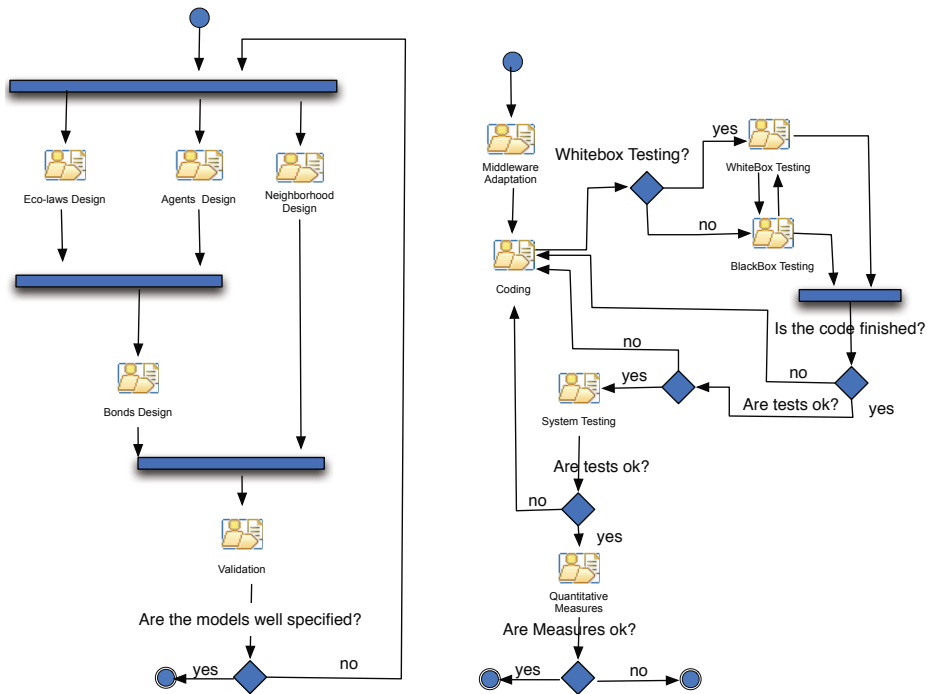 Eco-laws Design
Agents Design
Neighborhood
Design
Bonds Design
Validation
Are the models well specified?
yes
no
Middleware
Adaptation
Whitebox Testing?
yes
WhiteBox Testing
no
BlackBox Testing
Coding
Is the code finished?
no
yes
Are tests ok?
no
yes
System Testing
Are tests ok?
no
yes
Quantitative
Measures
Are Measures ok?
yes
no